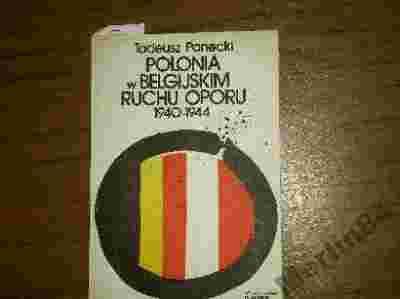 Tadeusz Panecki
POLONIA
w BELGIJSKIM
RUCHU OPORU
1940-1944